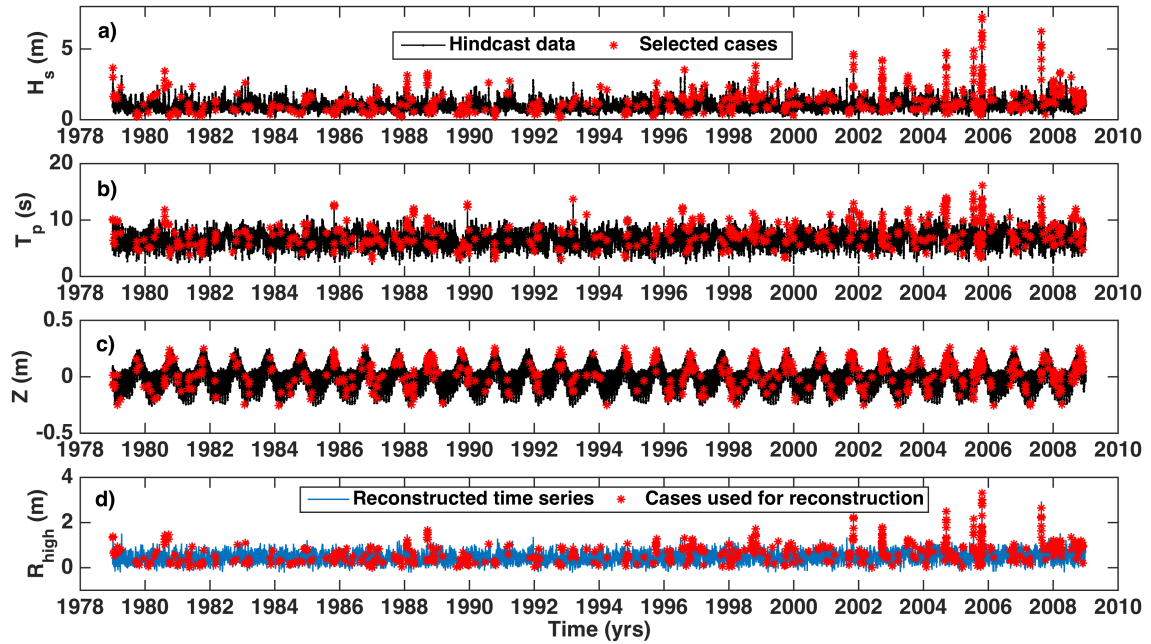 a)
Hindcast data
Selected cases
H_s (m)
5
0
1978 1980 1982 1984 1986 1988 1990 1992 1994 1996 1998 2000 2002 2004 2006 2008 2010
b)
T_p (s)
20
10
0
1978 1980 1982 1984 1986 1988 1990 1992 1994 1996 1998 2000 2002 2004 2006 2008 2010
c)
Z (m)
0.5
0
-0.5
1978 1980 1982 1984 1986 1988 1990 1992 1994 1996 1998 2000 2002 2004 2006 2008 2010
d)
Reconstructed time series
Cases used for reconstruction
R_high (m)
4
2
0
1978 1980 1982 1984 1986 1988 1990 1992 1994 1996 1998 2000 2002 2004 2006 2008 2010
Time (yrs)